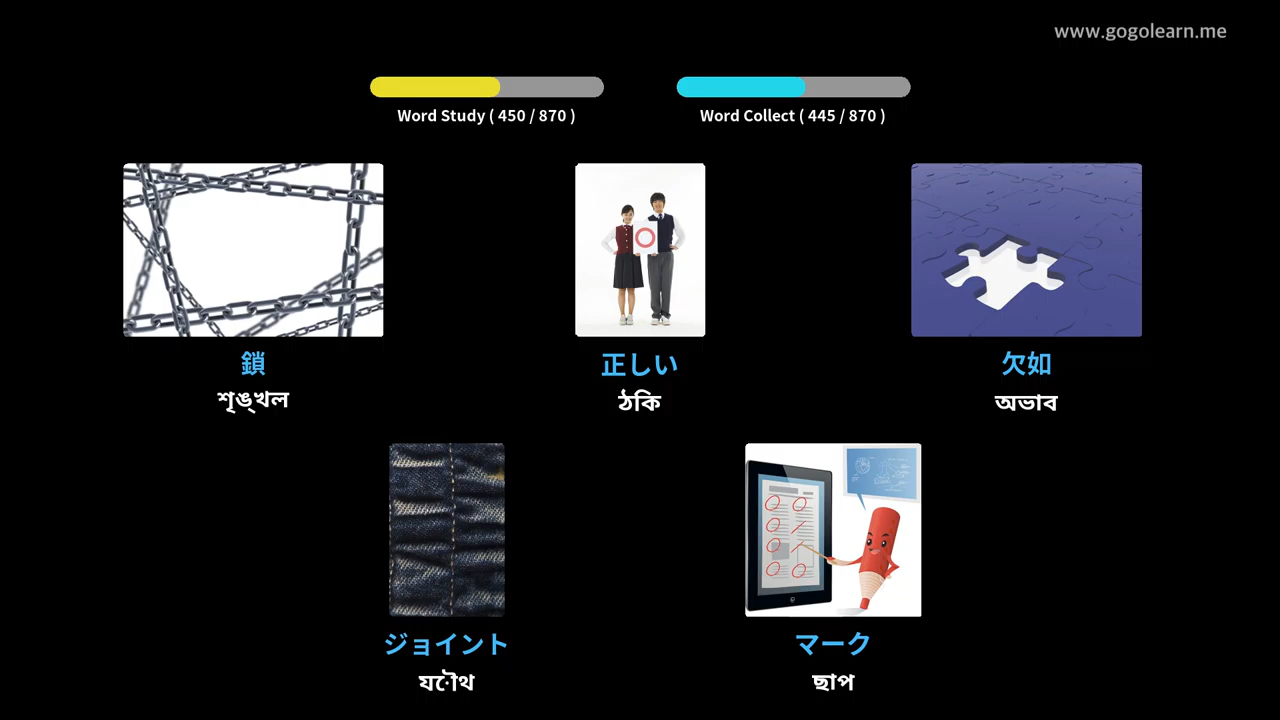 www.gogolearn.me
Word Study ( 450 / 870 )
Word Collect ( 445 / 870 )
鎖
正しい
欠如
শৃঙ্খল
ঠকি
অভাব
ジョイント
マーク
যৌথ
ছাপ